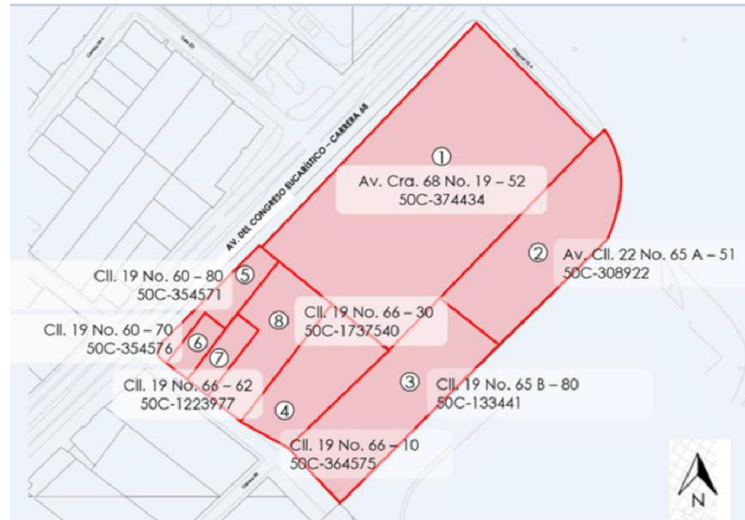 AV. DEL CONGRESO EUCARÍSTICO – CARRERA 68
①
Av. Cra. 68 No. 19 – 52
50C-374434
②
Av. Cll. 22 No. 65 A – 51
50C-308922
⑤
Cll. 19 No. 60 – 80
50C-354571
⑧
Cll. 19 No. 66 – 30
50C-1737540
Cll. 19 No. 60 – 70
50C-354576
⑥
⑦
Cll. 19 No. 66 – 62
50C-1223977
③
Cll. 19 No. 65 B – 80
50C-133441
④
Cll. 19 No. 66 – 10
50C-364575
N